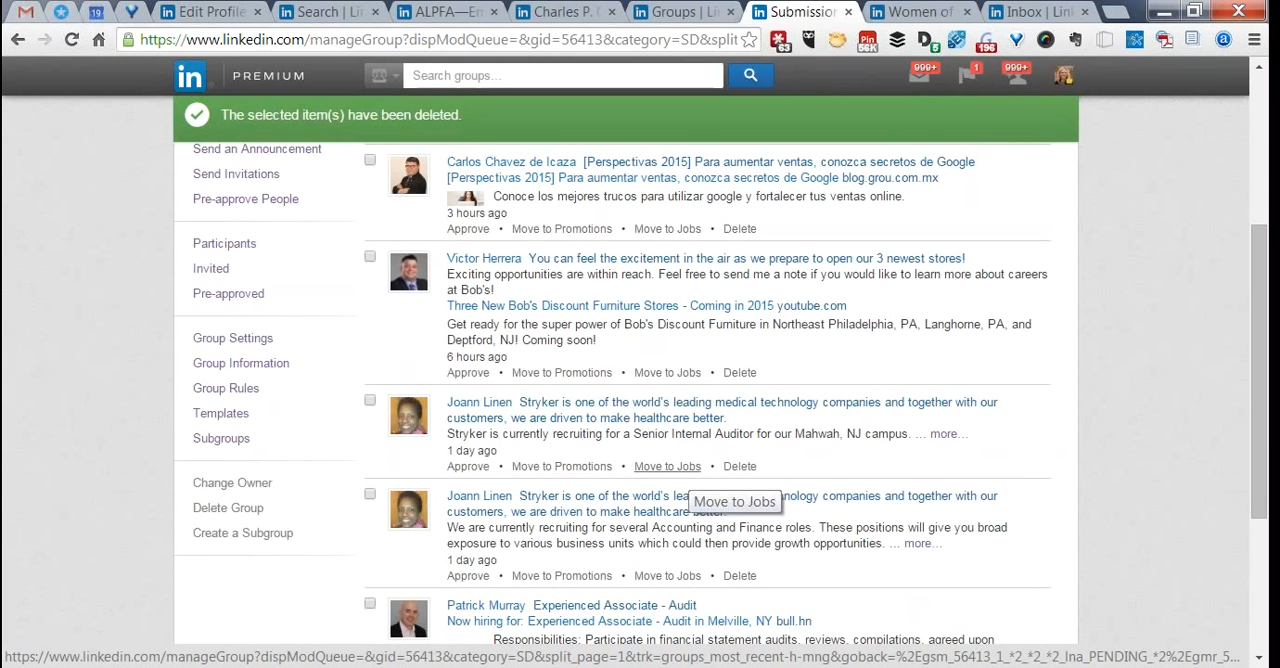 Edit Profile
Search | Li
ALPFA—E
Charles P.
Groups | L
Submission
Women of
Inbox | Link
https://www.linkedin.com/manageGroup?dispModQueue=&gid=56413&category=SD&split
63
56K
5
196
in PREMIUM
Search groups...
999+
1
999+
The selected item(s) have been deleted.
Send an Announcement
Send Invitations
Pre-approve People
Participants
Invited
Pre-approved
Group Settings
Group Information
Group Rules
Templates
Subgroups
Change Owner
Delete Group
Create a Subgroup
Carlos Chavez de Icaza [Perspectivas 2015] Para aumentar ventas, conozca secretos de Google
[Perspectivas 2015] Para aumentar ventas, conozca secretos de Google blog.grou.com.mx
Conoce los mejores trucos para utilizar google y fortalecer tus ventas online.
3 hours ago
Approve • Move to Promotions • Move to Jobs • Delete
Victor Herrera You can feel the excitement in the air as we prepare to open our 3 newest stores!
Exciting opportunities are within reach. Feel free to send me a note if you would like to learn more about careers
at Bob's!
Three New Bob's Discount Furniture Stores - Coming in 2015 youtube.com
Get ready for the super power of Bob's Discount Furniture in Northeast Philadelphia, PA, Langhorne, PA, and
Deptford, NJ! Coming soon!
6 hours ago
Approve • Move to Promotions • Move to Jobs • Delete
Joann Linen Stryker is one of the world's leading medical technology companies and together with our
customers, we are driven to make healthcare better.
Stryker is currently recruiting for a Senior Internal Auditor for our Mahwah, NJ campus. ... more...
1 day ago
Approve • Move to Promotions • Move to Jobs • Delete
Joann Linen Stryker is one of the world's companies and together with our
Move to Jobs
customers, we are driven to make healthcare better.
We are currently recruiting for several Accounting and Finance roles. These positions will give you broad
exposure to various business units which could then provide growth opportunities. ... more...
1 day ago
Approve • Move to Promotions • Move to Jobs • Delete
Patrick Murray Experienced Associate - Audit
Now hiring for: Experienced Associate - Audit in Melville, NY bull.hn
Responsibilities: Participate in financial statement audits, reviews, compilations, agreed upon
https://www.linkedin.com/manageGroup?dispModQueue=&gid=56413&category=SD&split_page=1&trk=groups_most_recent-h-mng&goback=%2Egsm_56413_1_*2_*2_*2_lna_PENDING_*2%2Egmr_5...